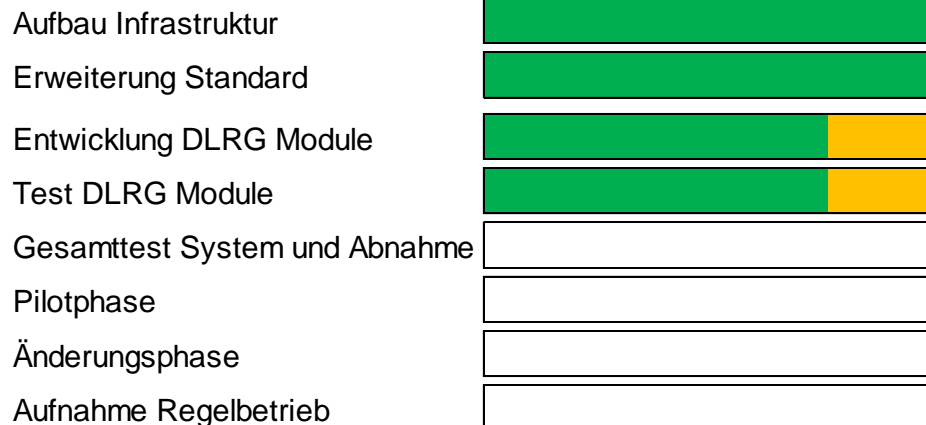 Aufbau Infrastruktur
Erweiterung Standard
Entwicklung DLRG Module
Test DLRG Module
Gesamttest System und Abnahme
Pilotphase
Änderungsphase
Aufnahme Regelbetrieb